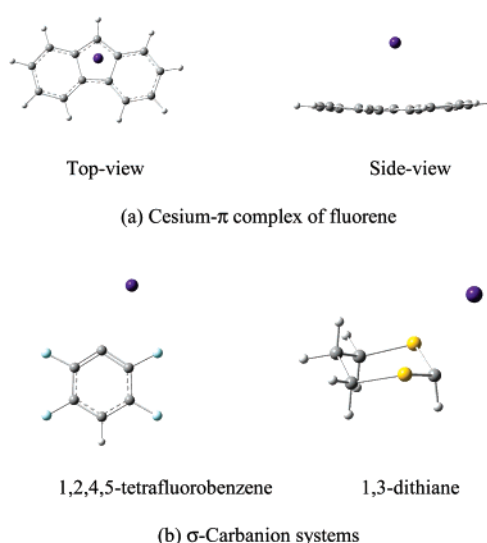 Top-view Side-view
(a) Cesium-π complex of fluorene
1,2,4,5-tetrafluorobenzene 1,3-dithiane
(b) σ-Carbanion systems